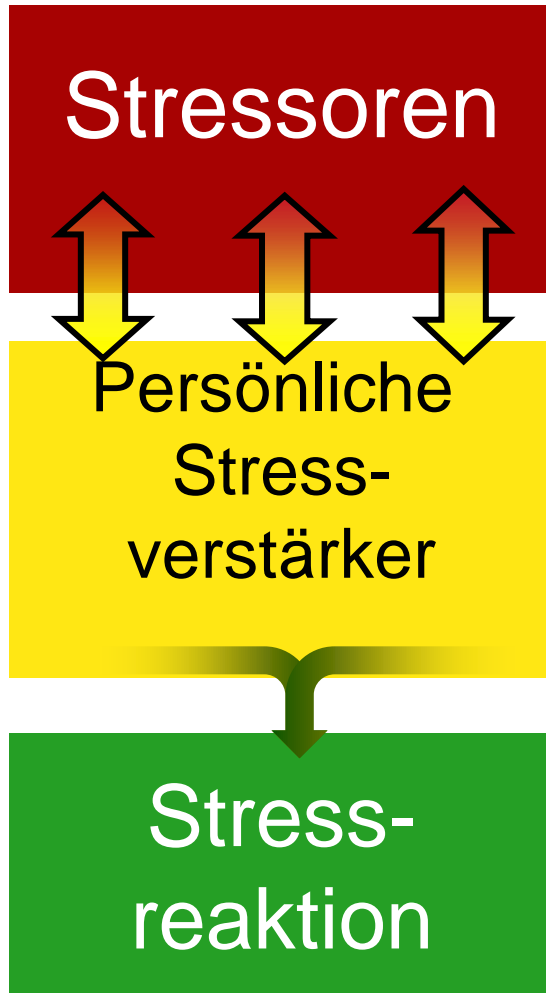 Stressoren
Persönliche
Stress-
verstärker
Stress-
reaktion